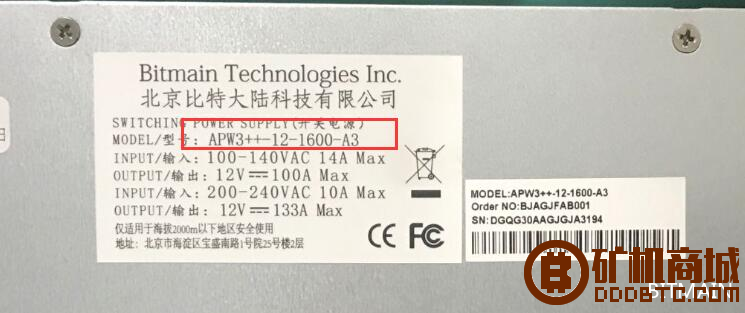 Bitmain Technologies Inc.
北京比特大陆科技有限公司
SWITCHING POWER SUPPLY(开关电源)
MODEL/型号: APW3++-12-1600-A3
INPUT/输入: 100-140VAC 14A Max
OUTPUT/输出: 12V⎓100A Max
INPUT/输入: 200-240VAC 10A Max
OUTPUT/输出: 12V⎓133A Max
仅适用于海拔2000m以下地区安全使用
地址: 北京市海淀区宝盛南路1号院25号楼2层
CE FC
MODEL:APW3++-12-1600-A3
Order NO:BJAGJFAB001
SN:DGQG30AAGJGJA3194
日
矿机商城
DDDBTC.COM
BITMAIN